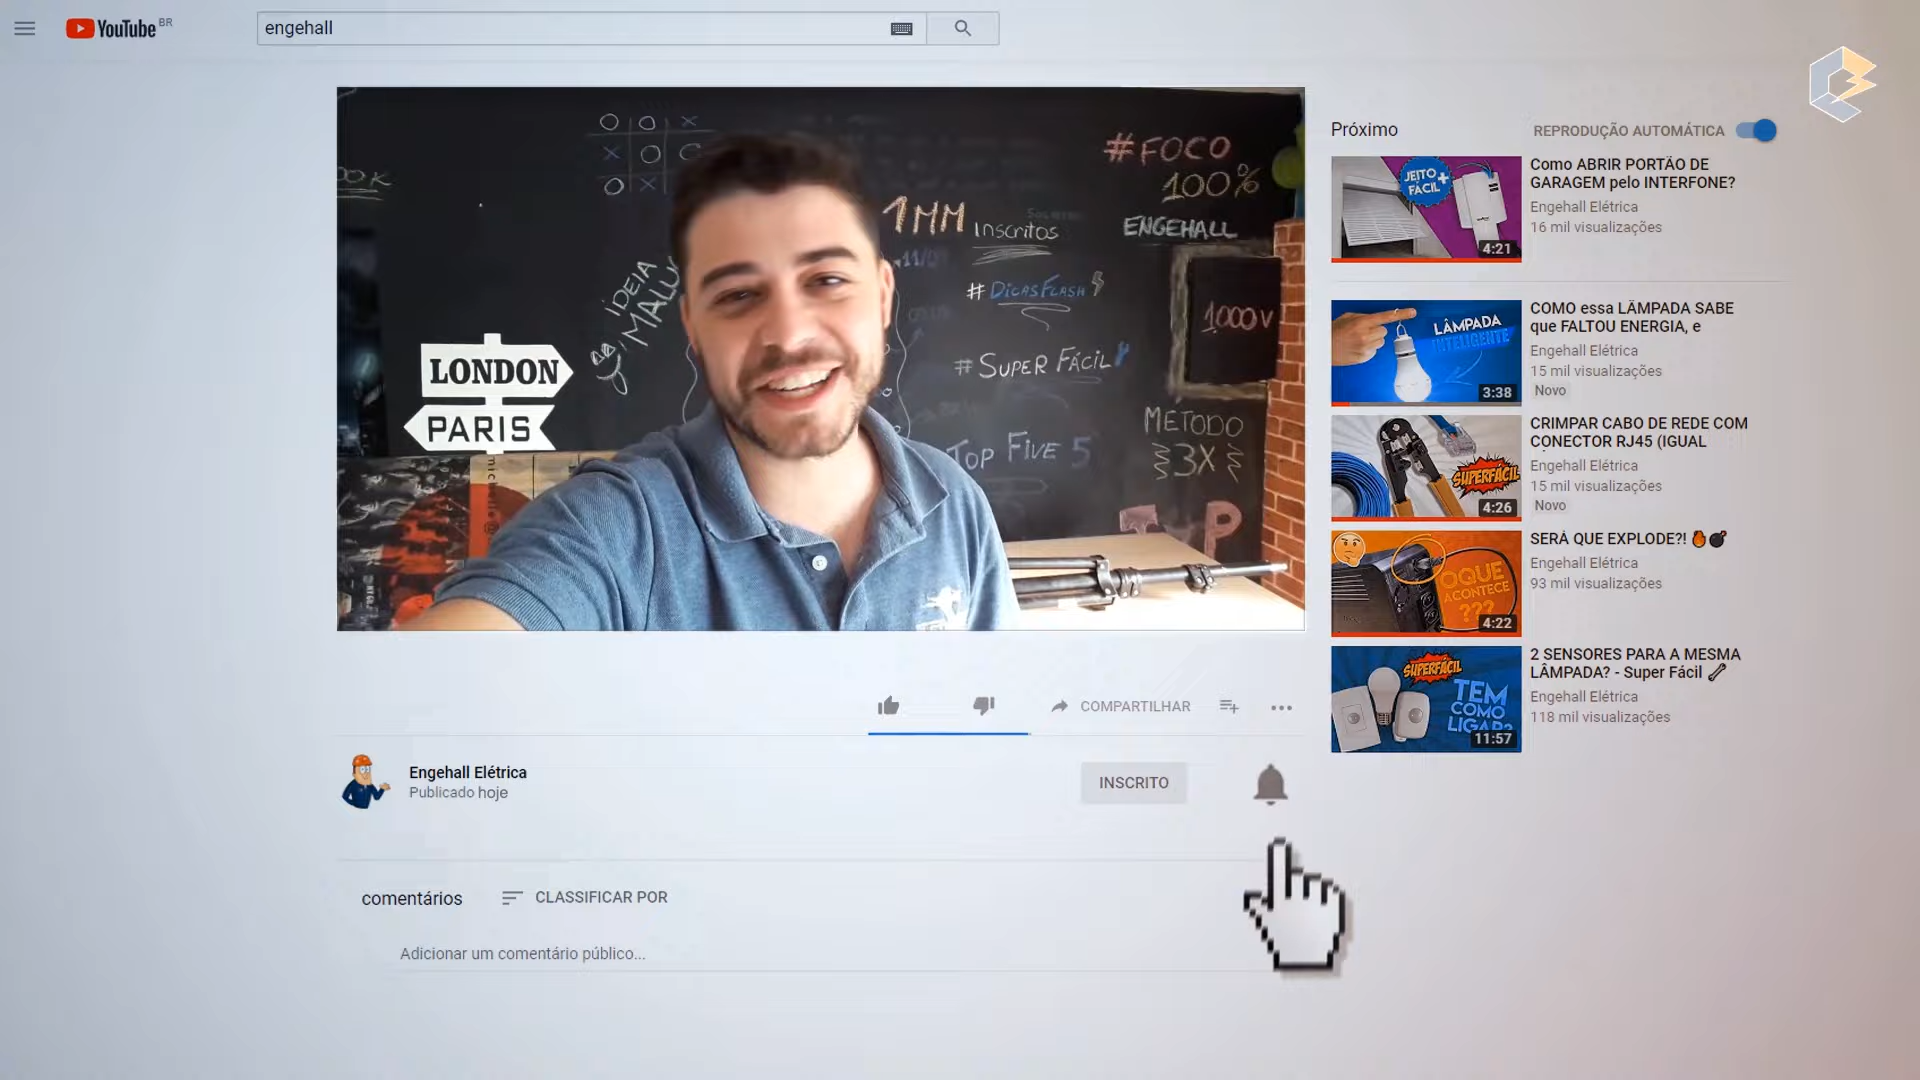 YouTube BR
engehall
#FOCO
100%
1MM Inscritos
ENGEHALL
IDEIA
#DICASFLASH
1000V
#SUPER FÁCIL
LONDON
PARIS
METODO
3X
TOP FIVE 5
Próximo
REPRODUÇÃO AUTOMÁTICA
JEITO +
FÁCIL
4:21
Como ABRIR PORTÃO DE
GARAGEM pelo INTERFONE?
Engehall Elétrica
16 mil visualizações
LÂMPADA
INTELIGENTE
3:38
COMO essa LÂMPADA SABE
que FALTOU ENERGIA, e
Engehall Elétrica
15 mil visualizações
Novo
SUPERFÁCIL
4:26
CRIMPAR CABO DE REDE COM
CONECTOR RJ45 (IGUAL
Engehall Elétrica
15 mil visualizações
Novo
OQUE
ACONTECE
???
4:22
SERÁ QUE EXPLODE?!
Engehall Elétrica
93 mil visualizações
SUPERFÁCIL
TEM
COMO
LIGAR?
11:57
2 SENSORES PARA A MESMA
LÂMPADA? - Super Fácil
Engehall Elétrica
118 mil visualizações
COMPARTILHAR
Engehall Elétrica
Publicado hoje
INSCRITO
comentários
CLASSIFICAR POR
Adicionar um comentário público...